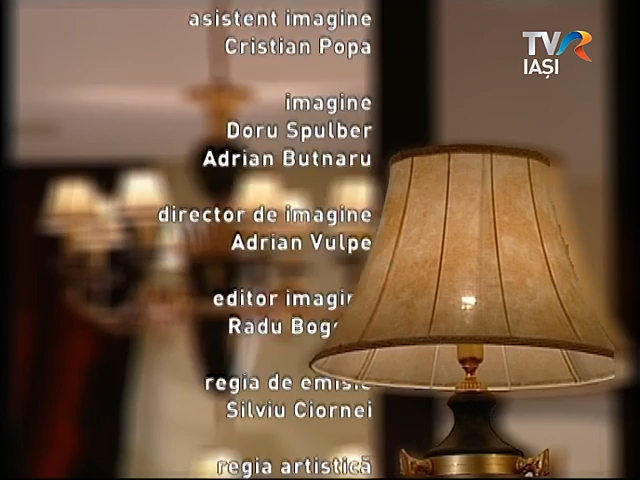 asistent imagine
Cristian Popa
TVR
IAȘI
imagine
Doru Spulber
Adrian Butnaru
director de imagine
Adrian Vulpe
editor
Radu
regia de
Silviu Ciornei
regia artistică